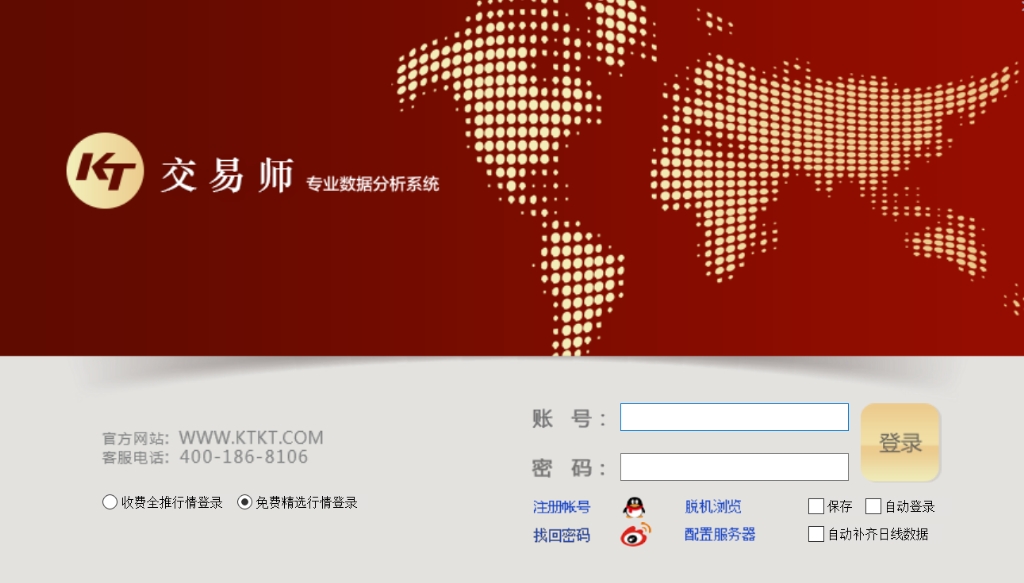 KT 交易师 专业数据分析系统
官方网站：WWW.KTKT.COM
客服电话：400-186-8106
收费全推行情登录 免费精选行情登录
账 号：
密 码：
登录
注册帐号 脱机浏览 保存 自动登录
找回密码 配置服务器 自动补齐日线数据